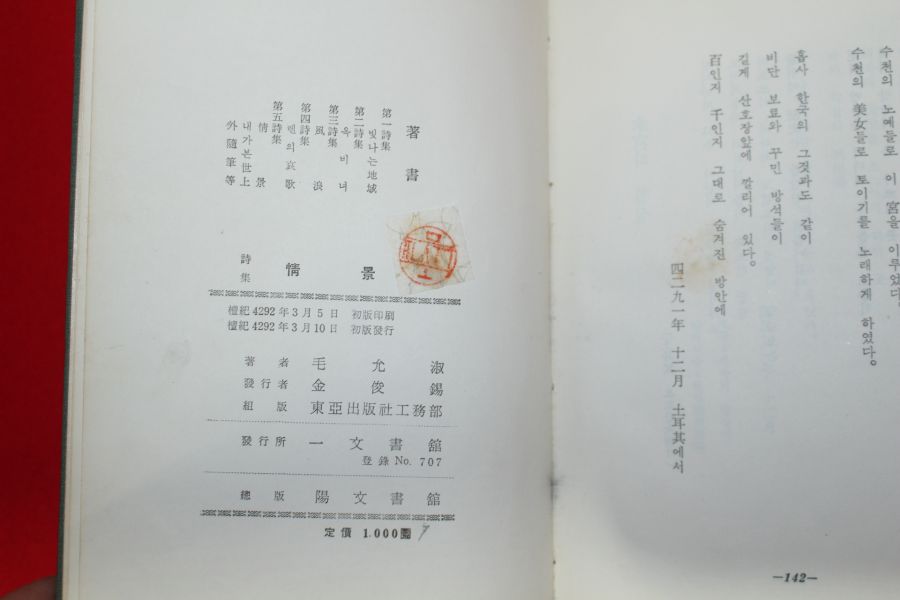 수천의 노예들로 이 宮을 이루었다
수천의 美女들로 토이기를 노래하게 하였다。
흡사 한국의 그것과도 같이
비단 보료와 꾸민 방석들이
길게 산호장앞에 깔리어 있다。
百인지 千인지 그대로 숨겨진 방안에
四二九一年 十二月 土耳其에서
—142—
著書
第一詩集 빛나는地域
第二詩集 옥비녀
第三詩集 風浪
第四詩集 렌의哀歌
第五詩集 情景
내가본世上
外隨筆等
詩集 情景
檀紀 4292 年 3 月 5 日 初版印刷
檀紀 4292 年 3 月 10 日 初版發行
著者 毛允淑
發行者 金俊錫
組版 東亞出版社工務部
發行所 一文書舘
登錄 No. 707
總版 陽文書舘
定價 1,000圜